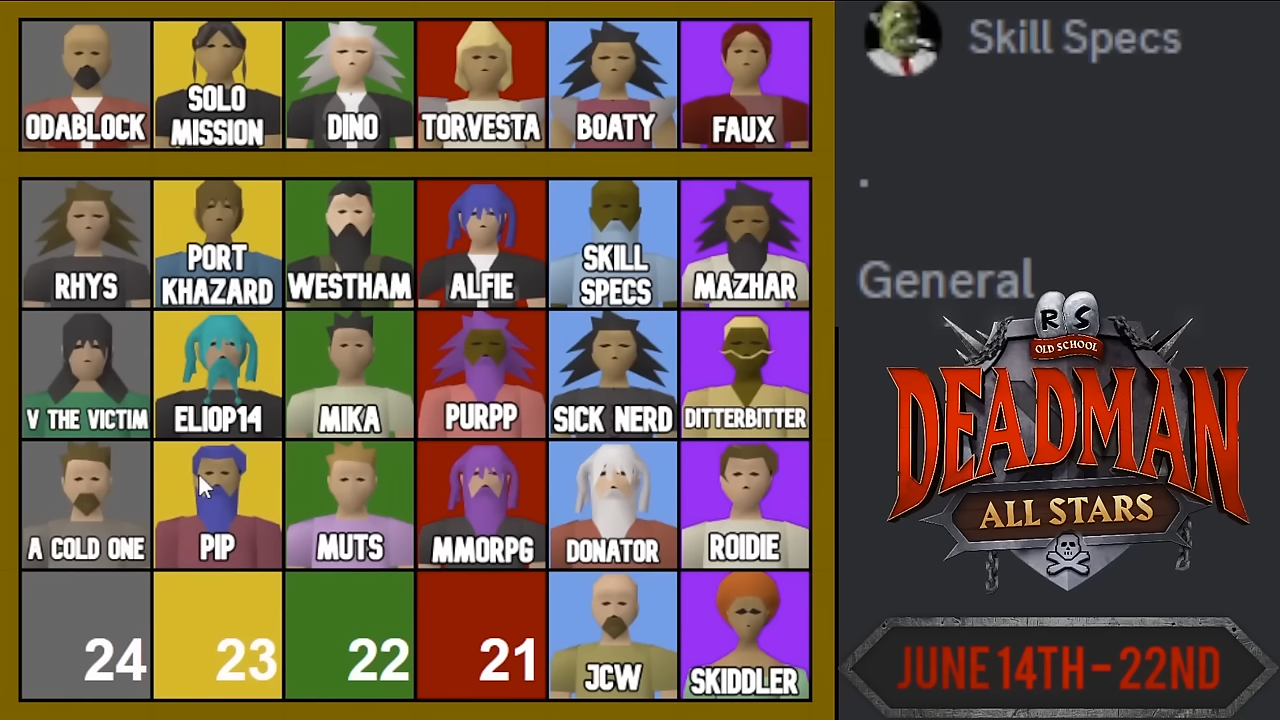 ODABLOCK
SOLO
MISSION
DINO
TORVESTA
BOATY
FAUX
RHYS
PORT
KHAZARD
WESTHAM
ALFIE
SKILL
SPECS
MAZHAR
V THE VICTIM
ELIOP14
MIKA
PURPP
SICK NERD
DITTERBITTER
A COLD ONE
PIP
MUTS
MMORPG
DONATOR
ROIDIE
24
23
22
21
JCW
SKIDDLER
Skill Specs
.
General
RS
OLD SCHOOL
DEADMAN
ALL STARS
JUNE 14TH - 22ND